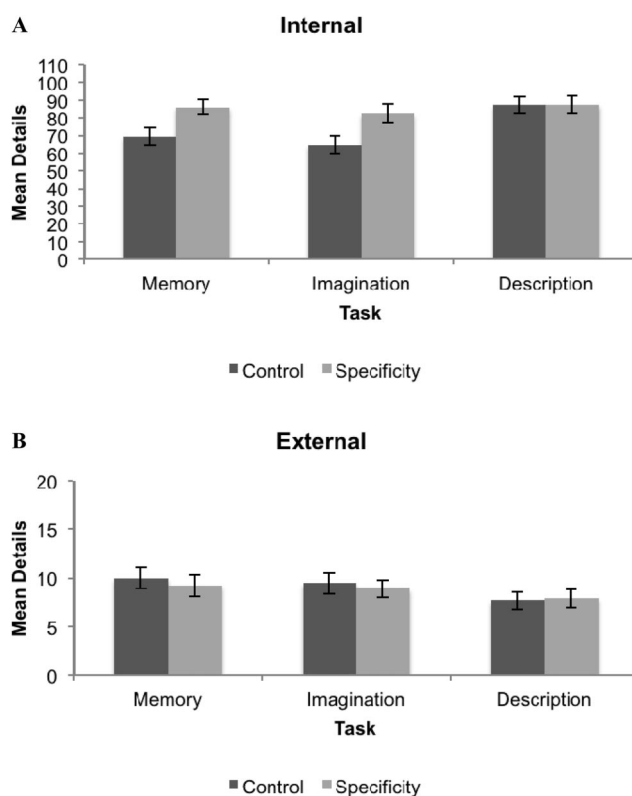 A
Internal
Mean Details
110
100
90
80
70
60
50
40
30
20
10
0
Memory Imagination Description
Task
Control Specificity
B
External
Mean Details
20
15
10
5
0
Memory Imagination Description
Task
Control Specificity